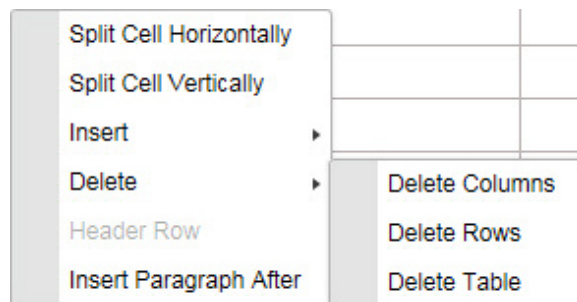 Split Cell Horizontally
Split Cell Vertically
Insert
Delete
Header Row
Insert Paragraph After
Delete Columns
Delete Rows
Delete Table